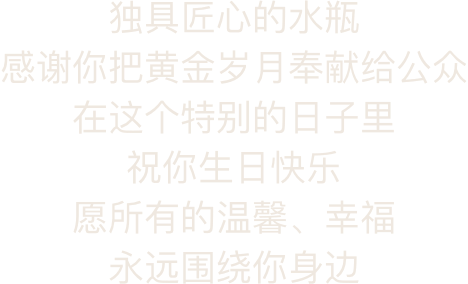 独具匠心的水瓶
感谢你把黄金岁月奉献给公众
在这个特别的日子里
祝你生日快乐
愿所有的温馨、幸福
永远围绕你身边